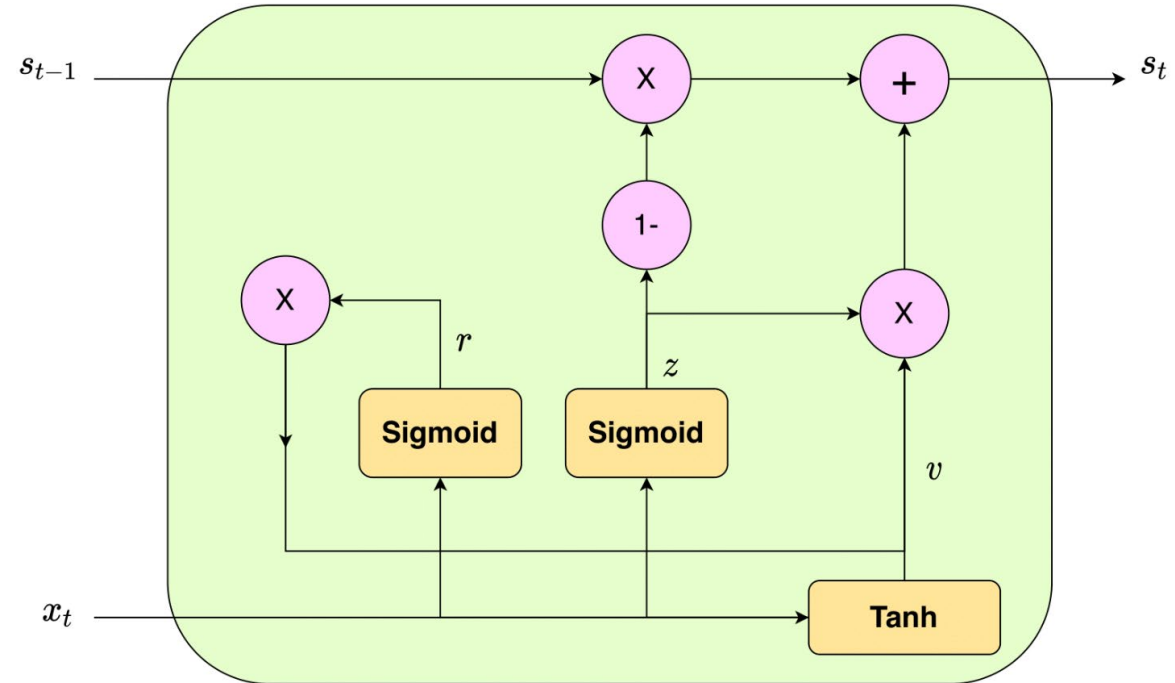 s_{t-1}
X
+
s_t
1-
X
X
r
z
Sigmoid
Sigmoid
v
x_t
Tanh